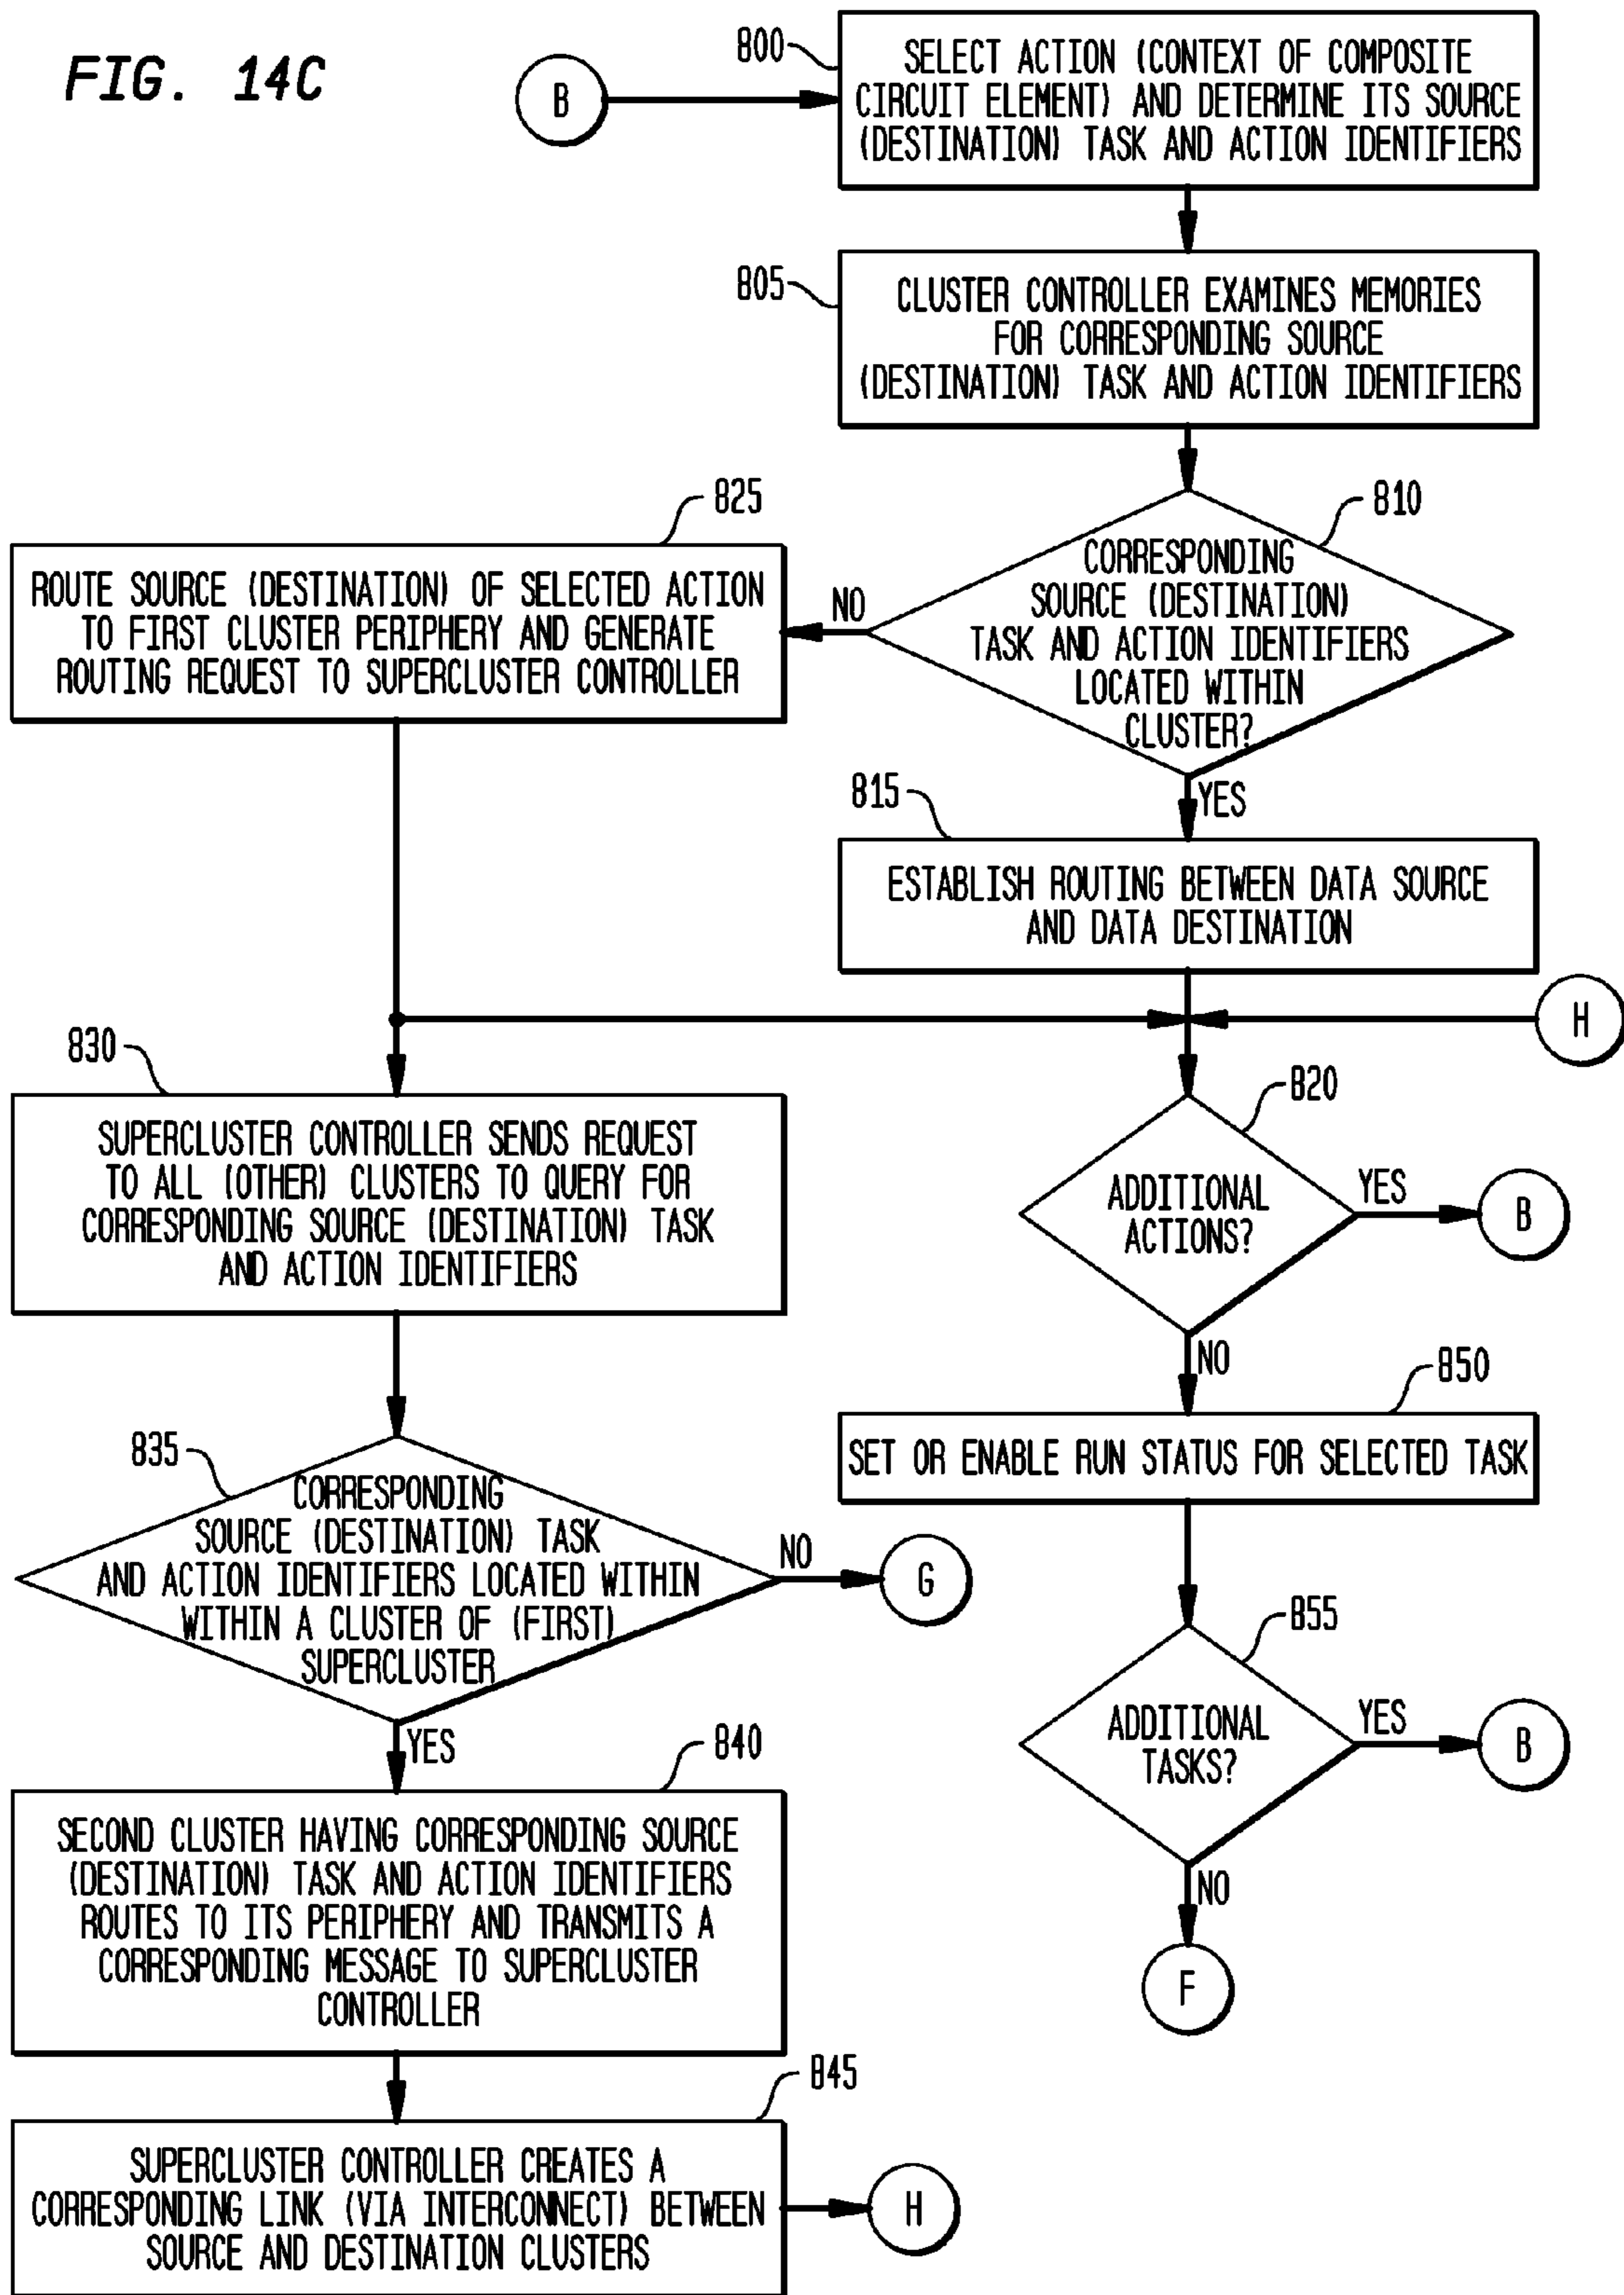 FIG. 14C
B
800
SELECT ACTION (CONTEXT OF COMPOSITE
CIRCUIT ELEMENT) AND DETERMINE ITS SOURCE
(DESTINATION) TASK AND ACTION IDENTIFIERS
805
CLUSTER CONTROLLER EXAMINES MEMORIES
FOR CORRESPONDING SOURCE
(DESTINATION) TASK AND ACTION IDENTIFIERS
810
CORRESPONDING
SOURCE (DESTINATION)
TASK AND ACTION IDENTIFIERS
LOCATED WITHIN
CLUSTER?
NO
YES
825
ROUTE SOURCE (DESTINATION) OF SELECTED ACTION
TO FIRST CLUSTER PERIPHERY AND GENERATE
ROUTING REQUEST TO SUPERCLUSTER CONTROLLER
815
ESTABLISH ROUTING BETWEEN DATA SOURCE
AND DATA DESTINATION
H
830
SUPERCLUSTER CONTROLLER SENDS REQUEST
TO ALL (OTHER) CLUSTERS TO QUERY FOR
CORRESPONDING SOURCE (DESTINATION) TASK
AND ACTION IDENTIFIERS
820
ADDITIONAL
ACTIONS?
YES
B
NO
850
SET OR ENABLE RUN STATUS FOR SELECTED TASK
835
CORRESPONDING
SOURCE (DESTINATION) TASK
AND ACTION IDENTIFIERS LOCATED WITHIN
WITHIN A CLUSTER OF (FIRST)
SUPERCLUSTER
NO
G
YES
855
ADDITIONAL
TASKS?
YES
B
NO
F
840
SECOND CLUSTER HAVING CORRESPONDING SOURCE
(DESTINATION) TASK AND ACTION IDENTIFIERS
ROUTES TO ITS PERIPHERY AND TRANSMITS A
CORRESPONDING MESSAGE TO SUPERCLUSTER
CONTROLLER
845
SUPERCLUSTER CONTROLLER CREATES A
CORRESPONDING LINK (VIA INTERCONNECT) BETWEEN
SOURCE AND DESTINATION CLUSTERS
H